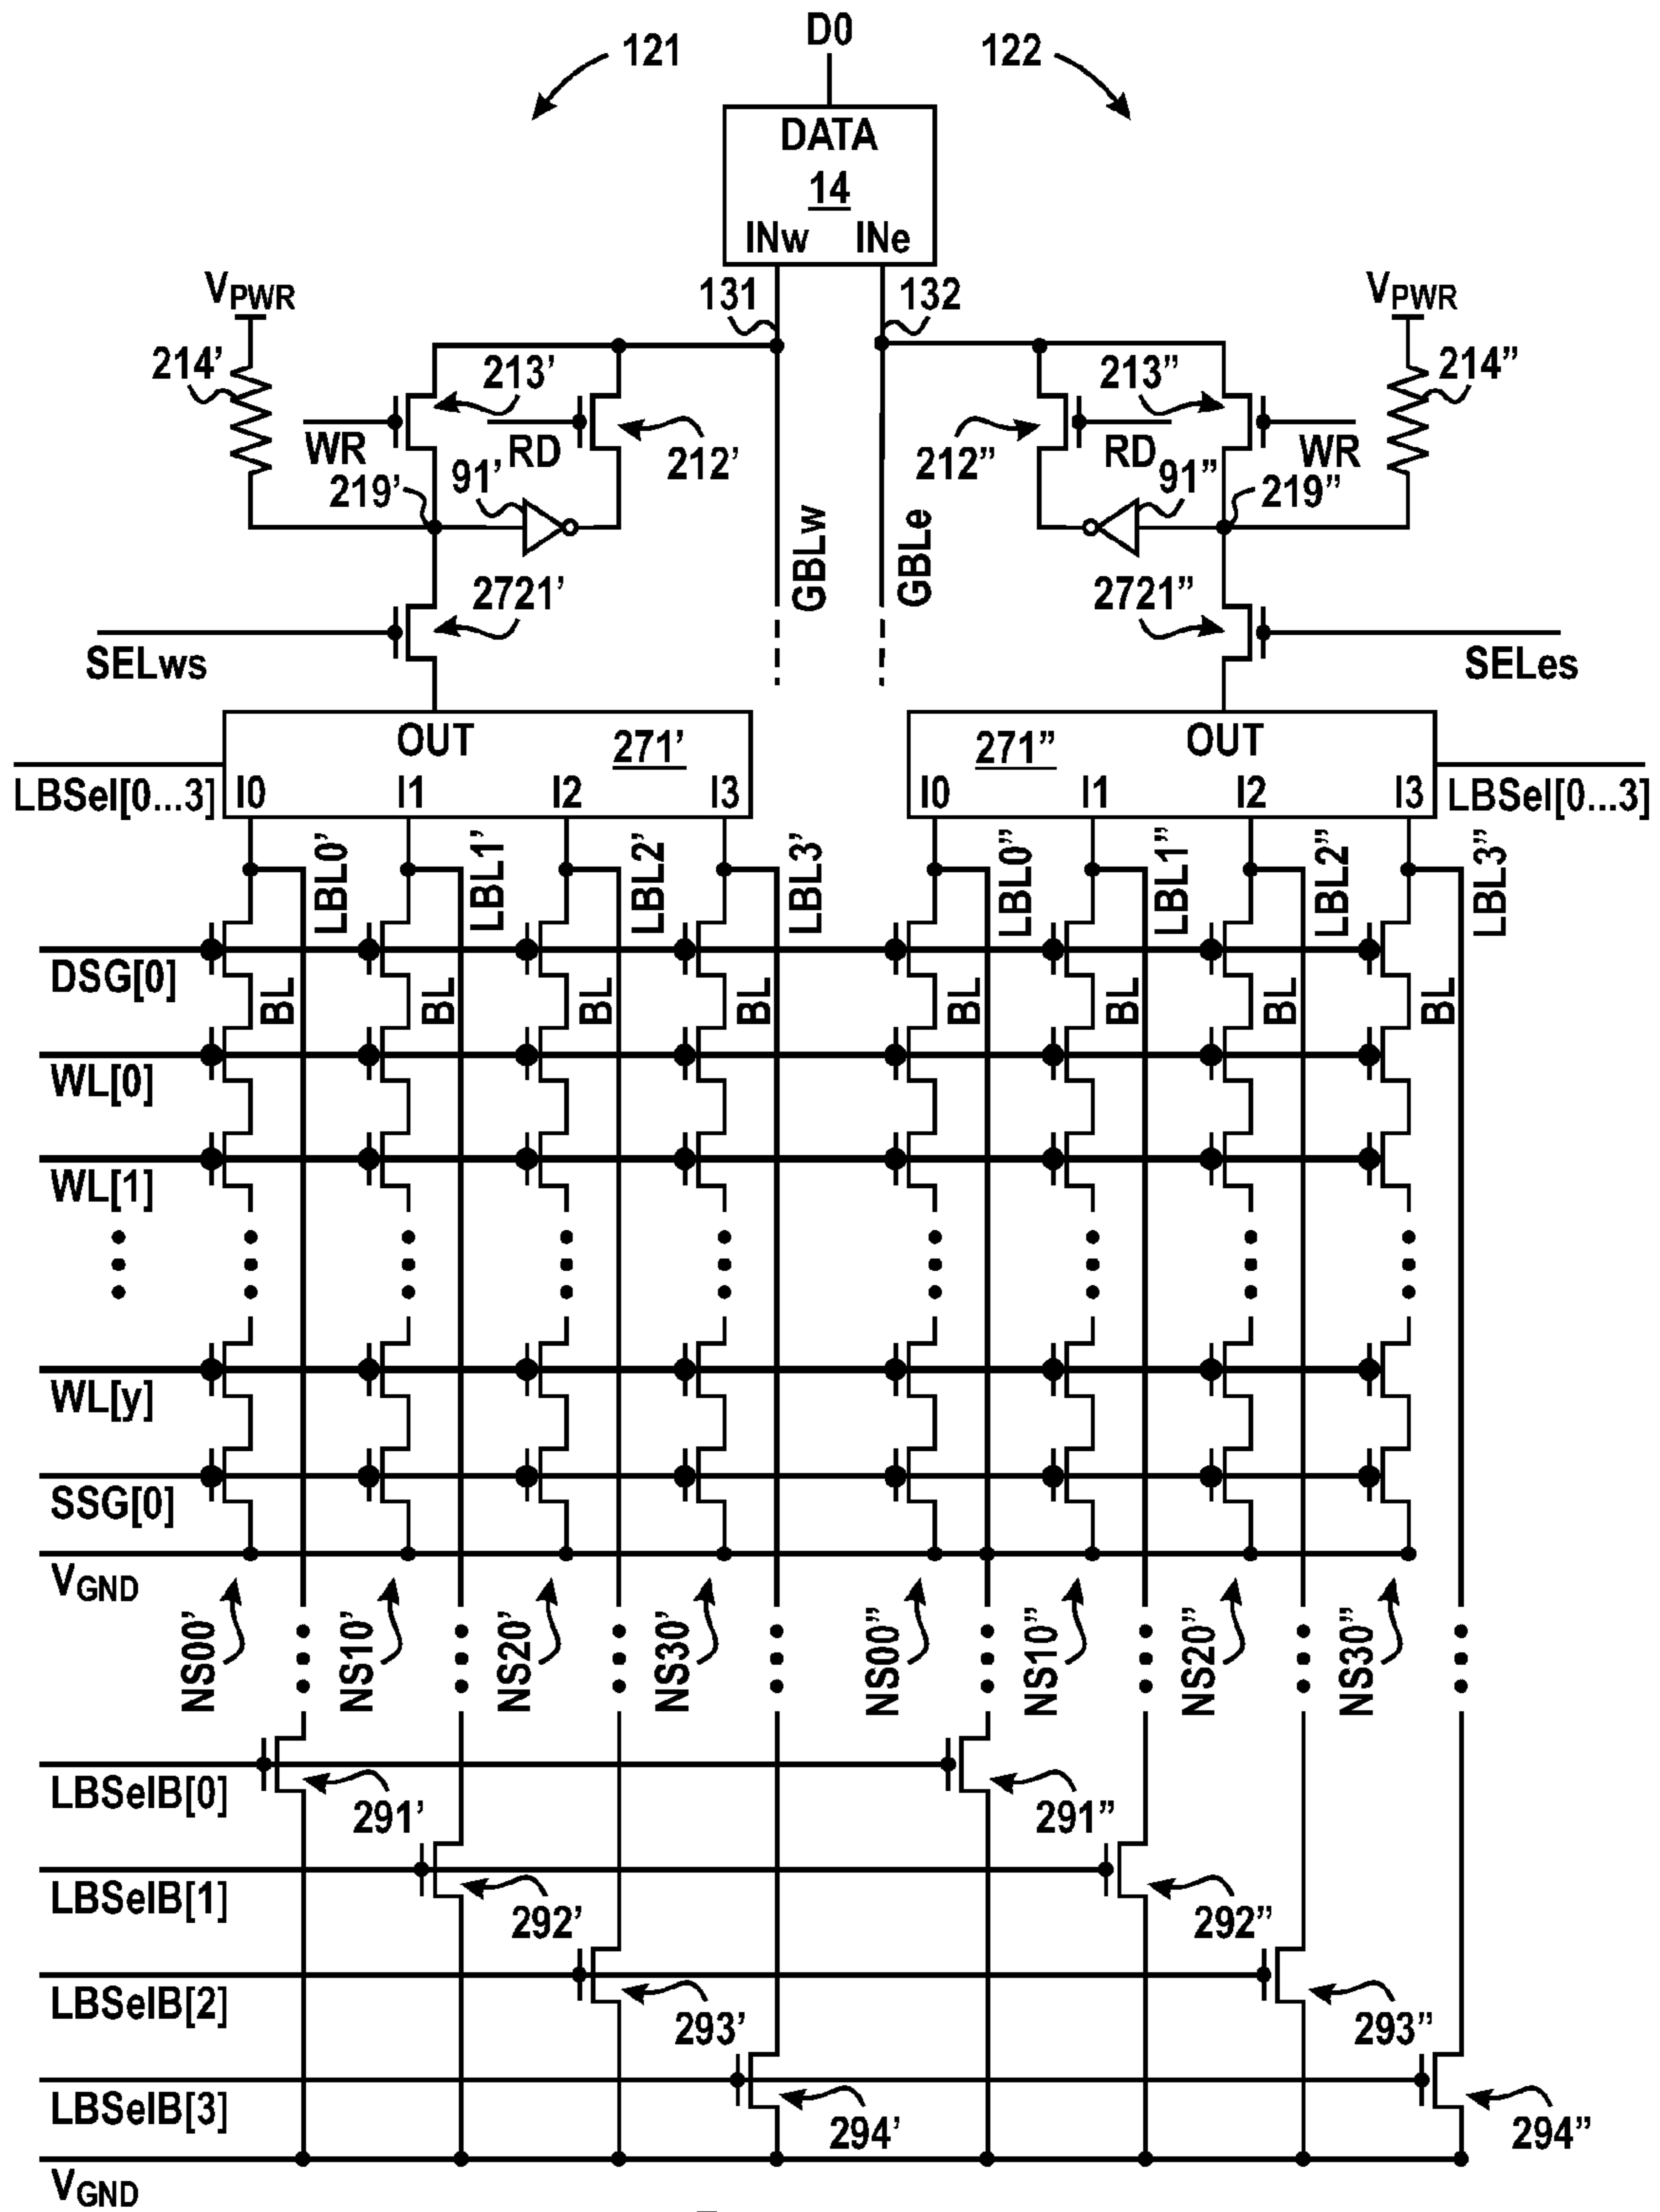 D0
121
122
DATA
14
INw INe
131
132
VPWR
VPWR
214'
213'
213”
214”
WR
RD
212'
212”
RD
WR
219'
91'
91”
219”
GBLw
GBLe
2721'
2721”
SELws
SELes
OUT
271'
271”
OUT
LBSel[0...3]
I0 I1 I2 I3
I0 I1 I2 I3
LBSel[0...3]
LBL0'
LBL1'
LBL2'
LBL3'
LBL0”
LBL1”
LBL2”
LBL3”
DSG[0]
BL BL BL BL BL BL BL BL
WL[0]
WL[1]
WL[y]
SSG[0]
VGND
NS00'
NS10'
NS20'
NS30'
NS00”
NS10”
NS20”
NS30”
LBSelB[0]
291'
291”
LBSelB[1]
292'
292”
LBSelB[2]
293'
293”
LBSelB[3]
294'
294”
VGND